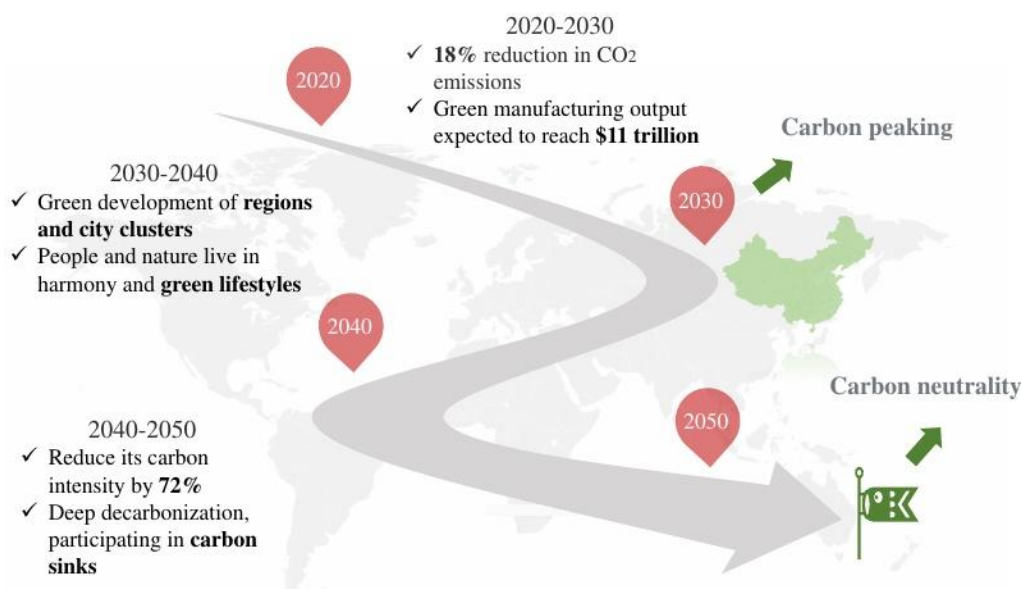 2020-2030
✓ 18% reduction in CO2
emissions
✓ Green manufacturing output
expected to reach $11 trillion
2020
Carbon peaking
2030-2040
✓ Green development of regions
and city clusters
✓ People and nature live in
harmony and green lifestyles
2030
2040
Carbon neutrality
2040-2050
✓ Reduce its carbon
intensity by 72%
✓ Deep decarbonization,
participating in carbon
sinks
2050